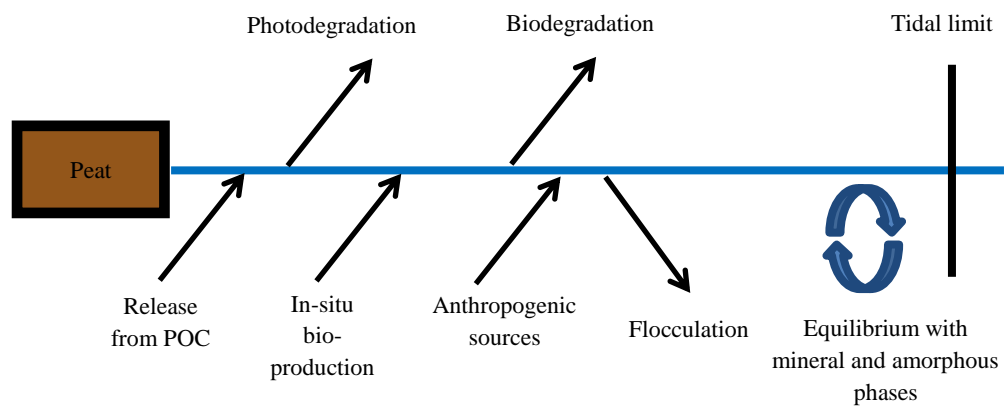 Photodegradation
Biodegradation
Tidal limit
Peat
Release
from POC
In-situ
bio-
production
Anthropogenic
sources
Flocculation
Equilibrium with
mineral and amorphous
phases